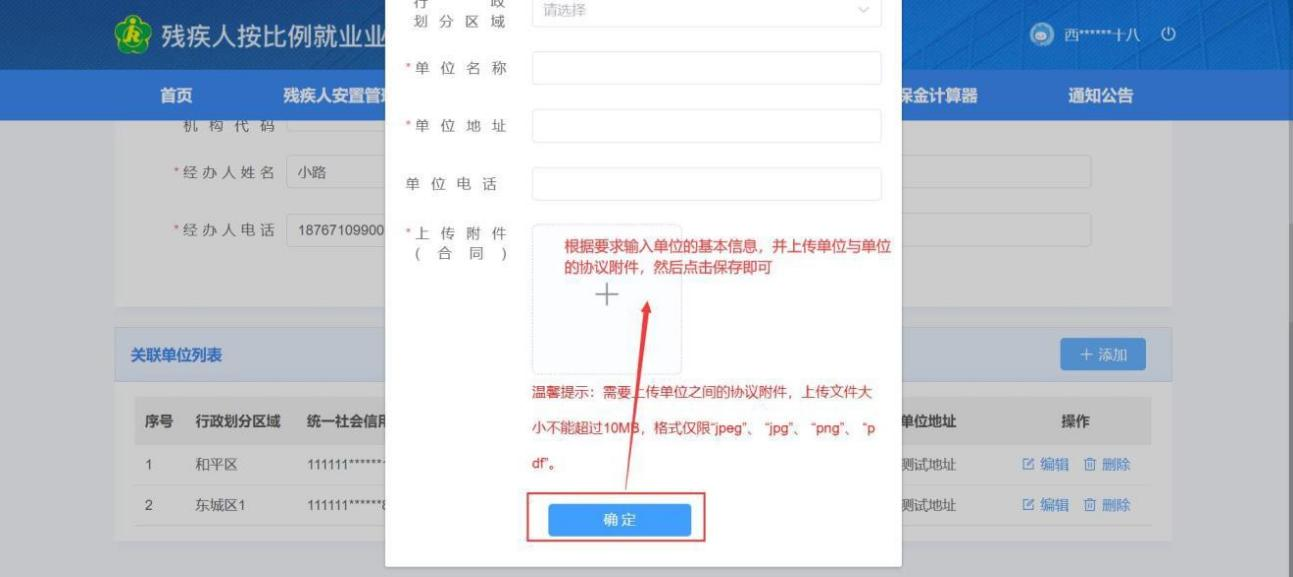 行 政
划 分 区 域
请选择
残疾人按比例就业业
西******十八
*单 位 名 称
首页
残疾人安置管理
保金计算器
通知公告
机 构 代 码
*单 位 地 址
*经 办 人 姓 名
小路
单 位 电 话
*经 办 人 电 话
18767109900
*上 传 附 件
( 合 同 )
根据要求输入单位的基本信息，并上传单位与单位
的协议附件，然后点击保存即可
关联单位列表
+ 添加
温馨提示：需要上传单位之间的协议附件，上传文件大
小不能超过10MB，格式仅限“jpeg”、 “jpg”、 “png”、 “p
df”。
序号 行政划分区域 统一社会信用
单位地址 操作
1 和平区 111111******
测试地址 编辑 删除
2 东城区1 111111******8
测试地址 编辑 删除
确 定